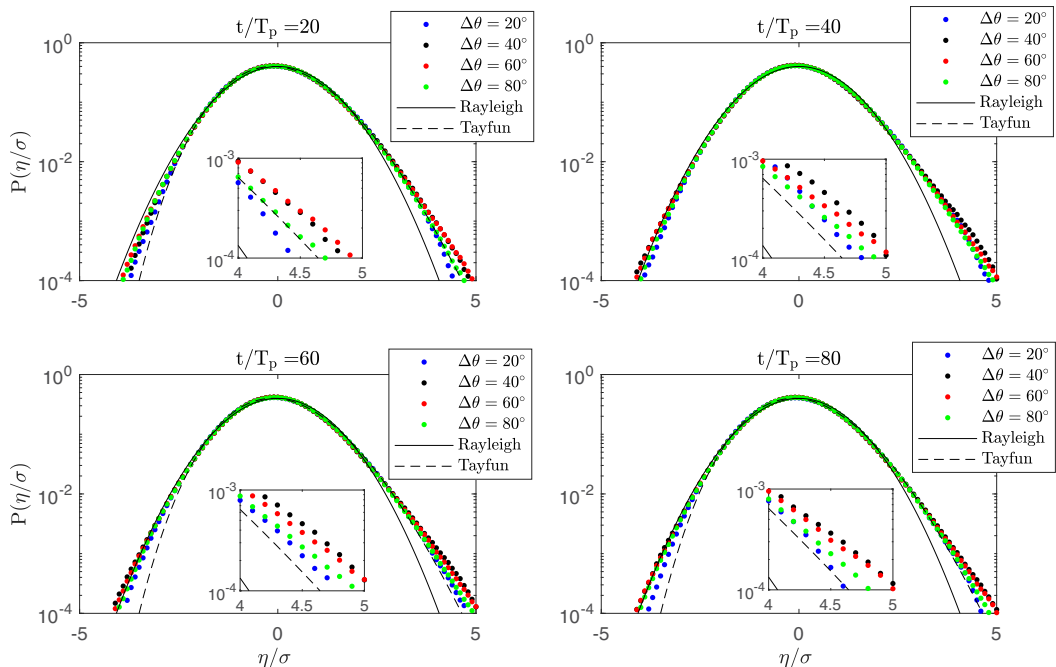 t/Tp =20
Δθ = 20°
Δθ = 40°
Δθ = 60°
Δθ = 80°
Rayleigh
Tayfun
P(η/σ)
10^0
10^-2
10^-4
-5
0
5
10^-3
10^-4
4
4.5
5
t/Tp =40
Δθ = 20°
Δθ = 40°
Δθ = 60°
Δθ = 80°
Rayleigh
Tayfun
10^0
10^-2
10^-4
-5
0
5
10^-3
10^-4
4
4.5
5
t/Tp =60
Δθ = 20°
Δθ = 40°
Δθ = 60°
Δθ = 80°
Rayleigh
Tayfun
P(η/σ)
10^0
10^-2
10^-4
-5
0
5
η/σ
10^-3
10^-4
4
4.5
5
t/Tp =80
Δθ = 20°
Δθ = 40°
Δθ = 60°
Δθ = 80°
Rayleigh
Tayfun
10^0
10^-2
10^-4
-5
0
5
η/σ
10^-3
10^-4
4
4.5
5